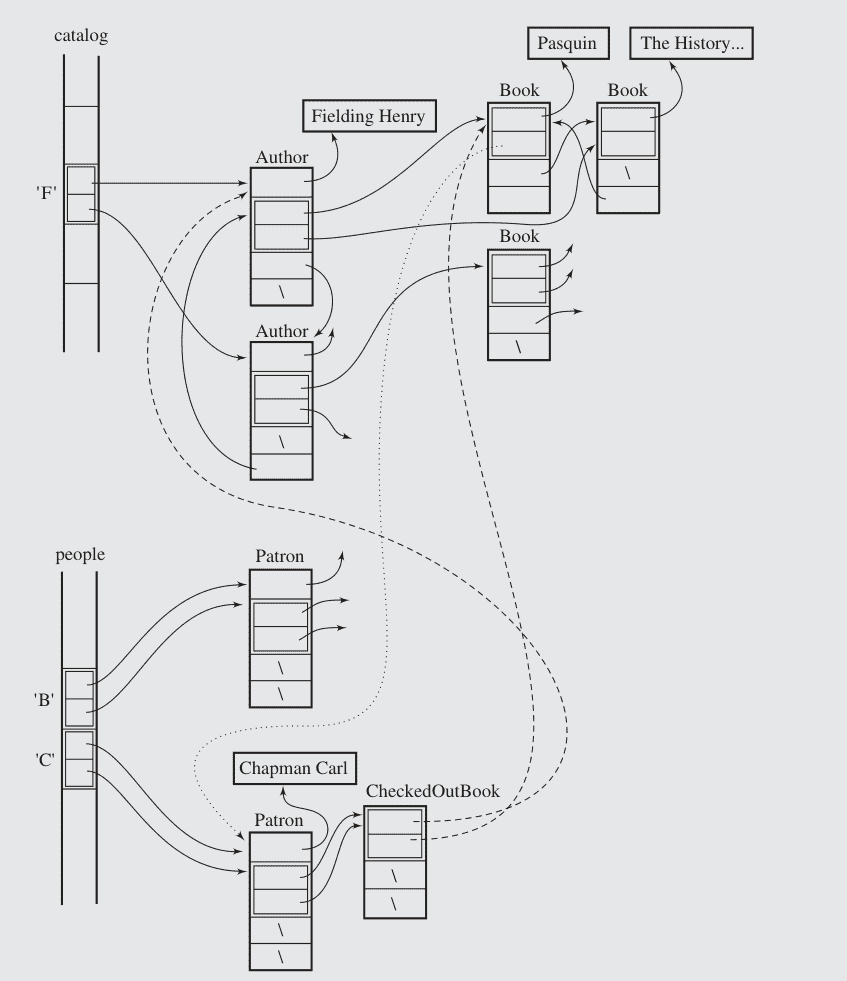 catalog
Pasquin
The History...
Book
Book
Fielding Henry
Author
'F'
\
\
Book
\
Author
\
people
Patron
\
\
'B'
'C'
Chapman Carl
CheckedOutBook
Patron
\
\
\
\